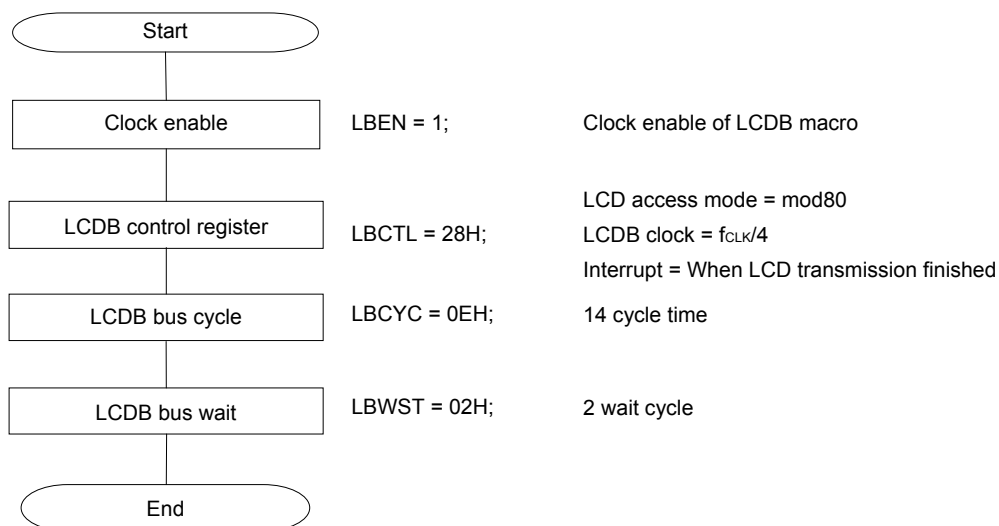 Start
Clock enable LBEN = 1; Clock enable of LCDB macro
LCD access mode = mod80
LCDB control register LBCTL = 28H; LCDB clock = fCLK/4
Interrupt = When LCD transmission finished
LCDB bus cycle LBCYC = 0EH; 14 cycle time
LCDB bus wait LBWST = 02H; 2 wait cycle
End